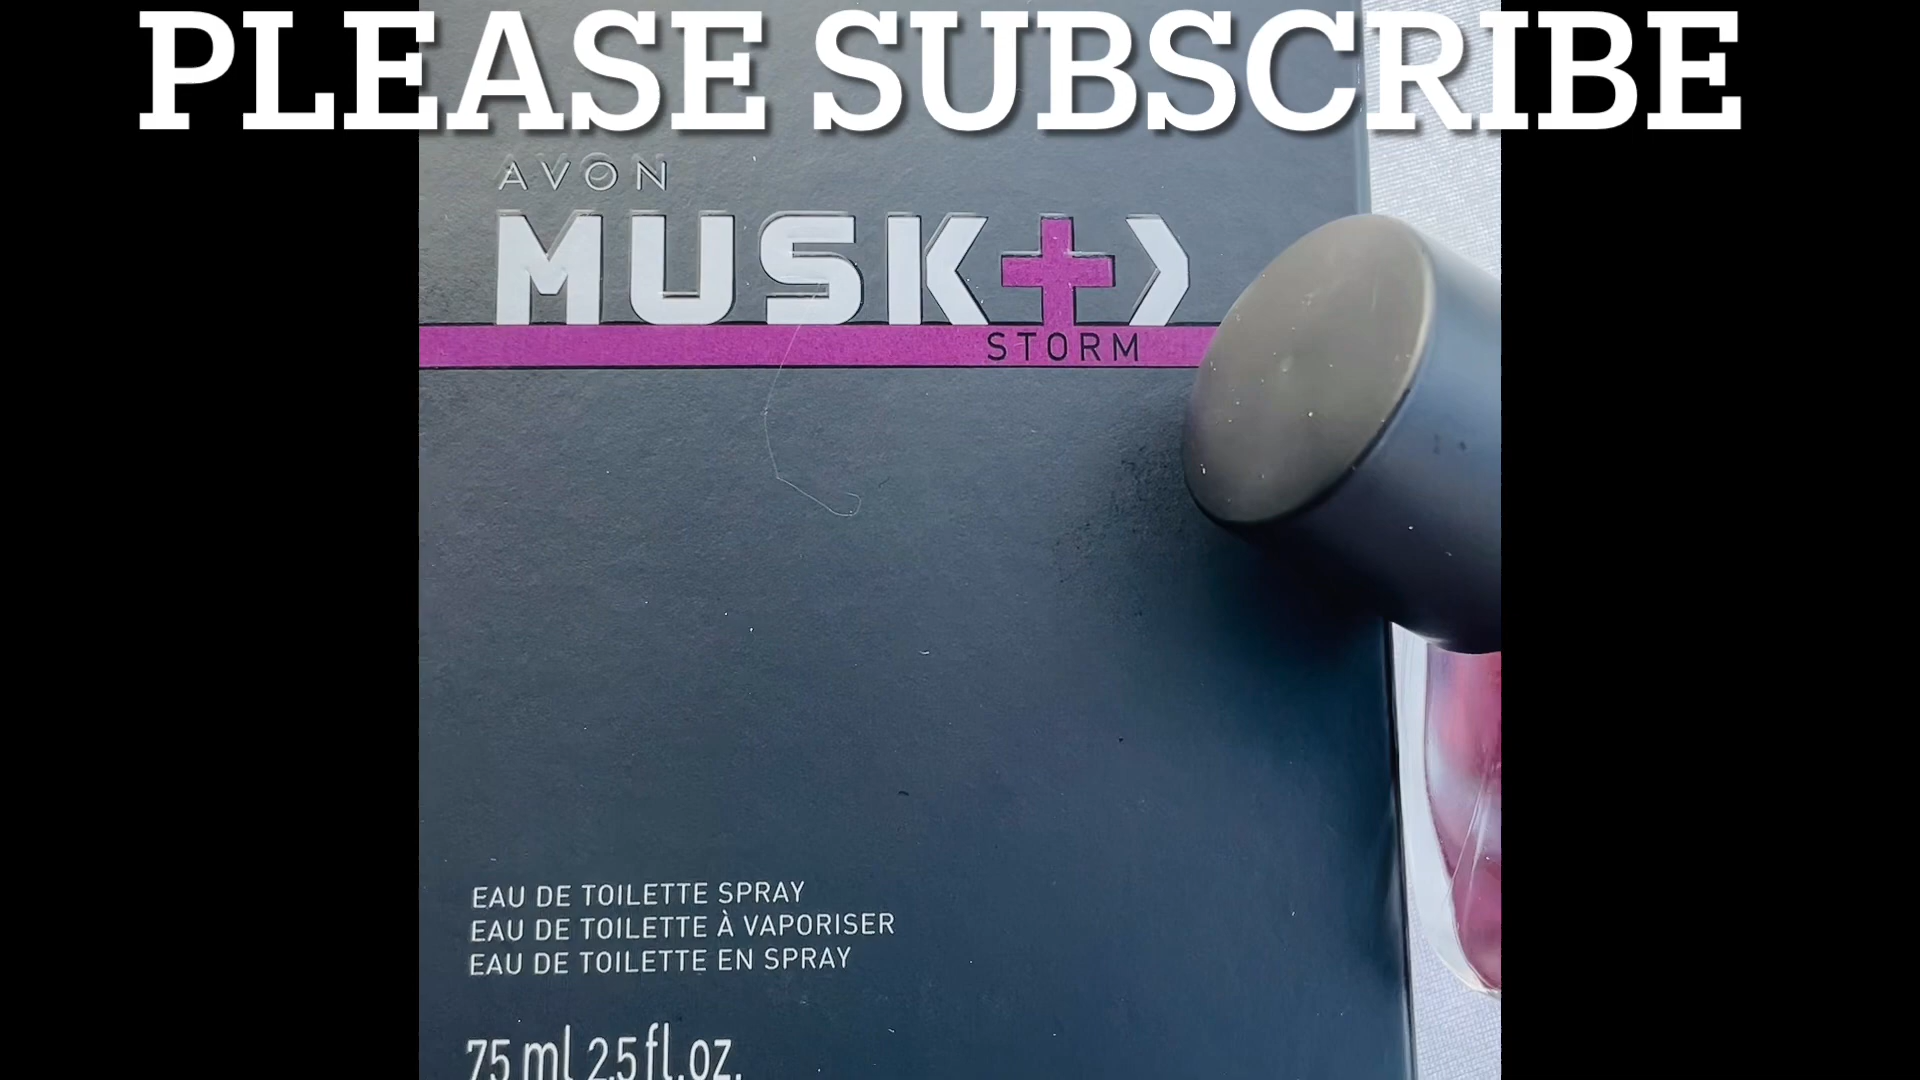 PLEASE SUBSCRIBE
AVON
MUSK+>
STORM
EAU DE TOILETTE SPRAY
EAU DE TOILETTE À VAPORISER
EAU DE TOILETTE EN SPRAY
75 ml 2.5 fl.oz.